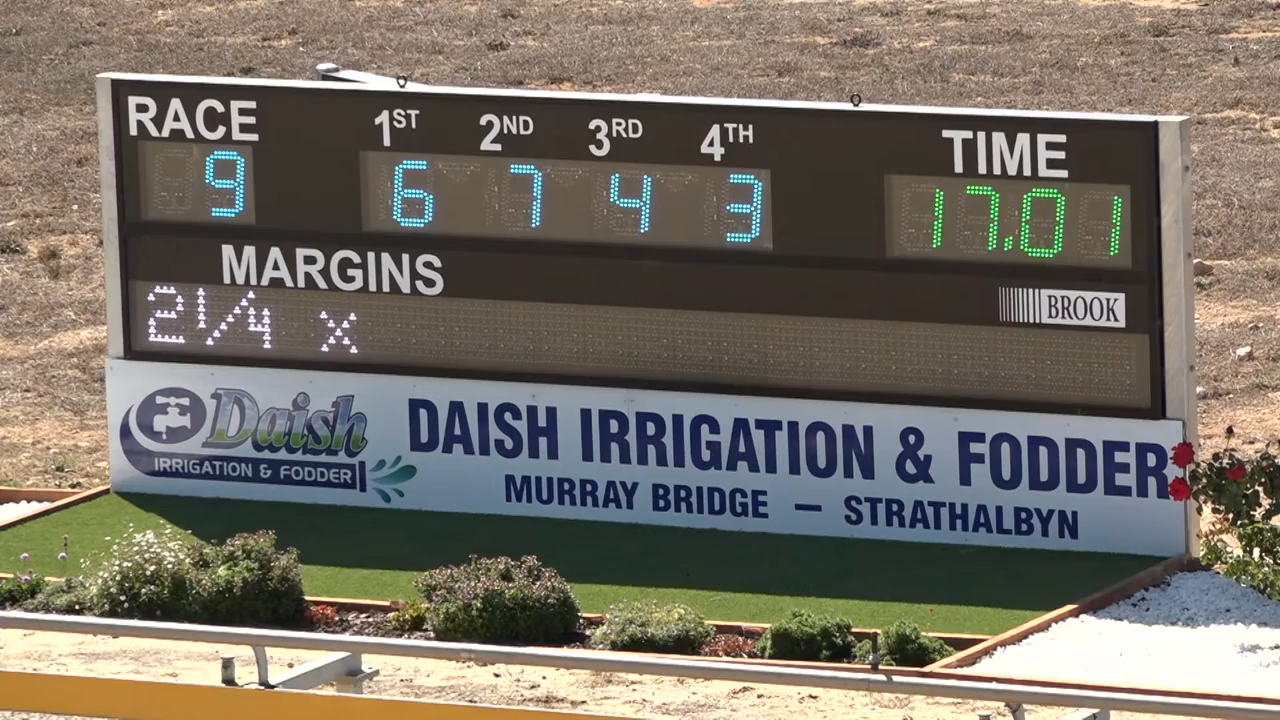 RACE 1ST 2ND 3RD 4TH TIME
9 6 7 4 3 17.01
MARGINS
BROOK
2 1/4 x
Daish
IRRIGATION & FODDER
DAISH IRRIGATION & FODDER
MURRAY BRIDGE – STRATHALBYN